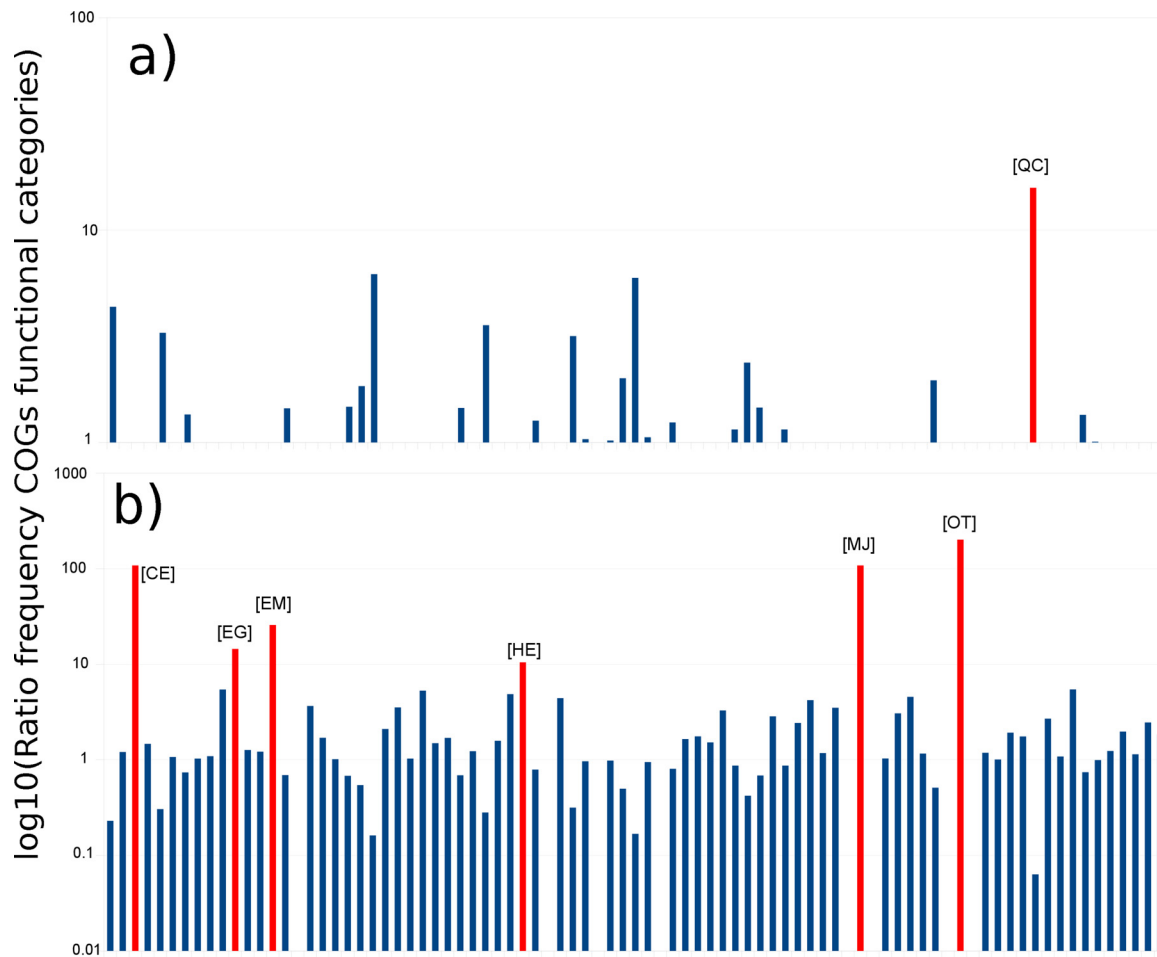 log10(Ratio frequency COGs functional categories)
a)
100
10
1
[QC]
b)
1000
100
10
1
0.1
0.01
[CE]
[EG]
[EM]
[HE]
[MJ]
[OT]